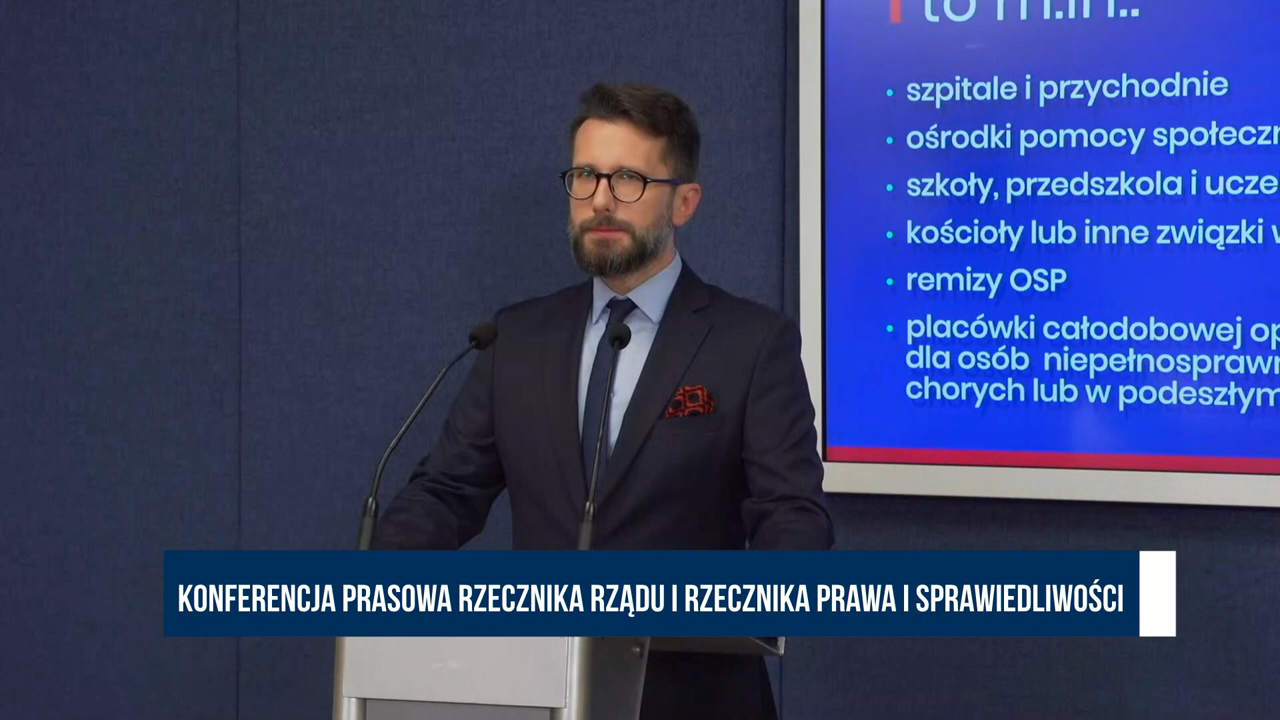 to m.in..
szpitale i przychodnie
ośrodki pomocy
szkoły, przedszkola i
kościoły lub inne związki
remizy OSP
placówki całodobowej
dla osób
chorych lub w
KONFERENCJA PRASOWA RZECZNIKA RZĄDU I RZECZNIKA PRAWA I SPRAWIEDLIWOŚCI